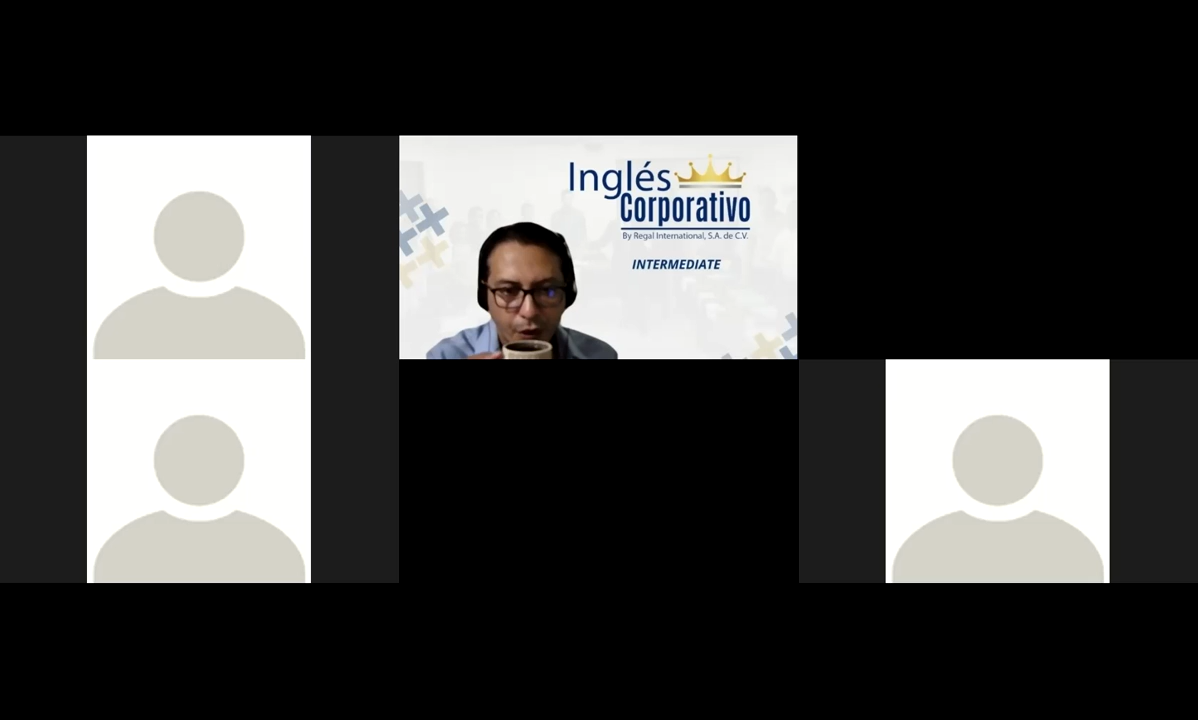 Inglés
Corporativo
By Regal International, S.A. de C.V.
INTERMEDIATE